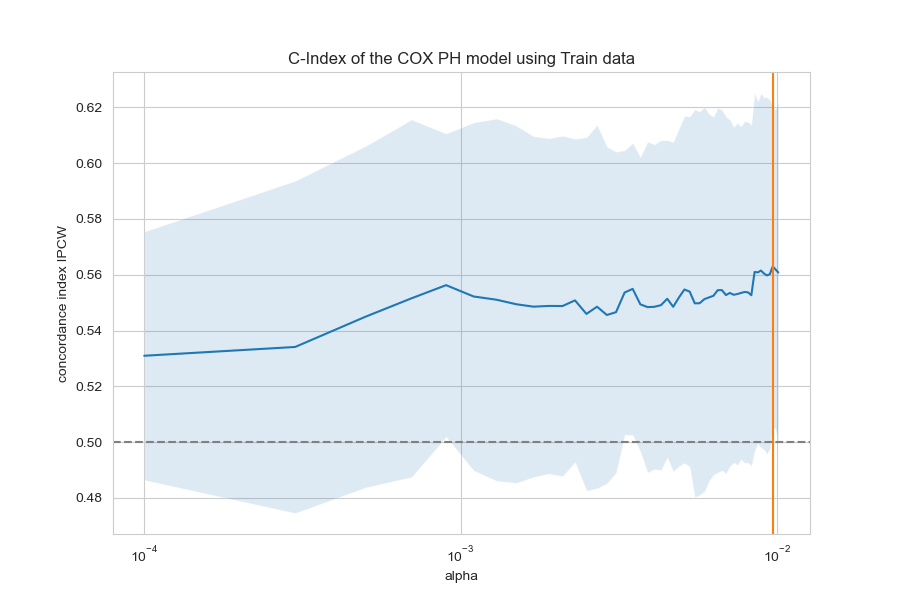 C-Index of the COX PH model using Train data
concordance index IPCW
0.62
0.60
0.58
0.56
0.54
0.52
0.50
0.48
10⁻⁴ 10⁻³ 10⁻²
alpha